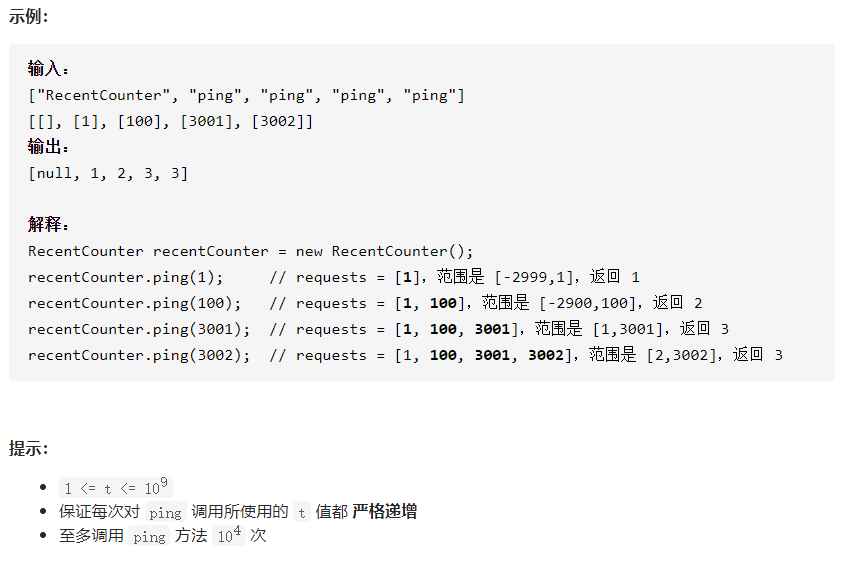 示例：
输入：
["RecentCounter", "ping", "ping", "ping", "ping"]
[[], [1], [100], [3001], [3002]]
输出：
[null, 1, 2, 3, 3]
解释：
RecentCounter recentCounter = new RecentCounter();
recentCounter.ping(1);     // requests = [1]，范围是 [-2999,1]，返回 1
recentCounter.ping(100);   // requests = [1, 100]，范围是 [-2900,100]，返回 2
recentCounter.ping(3001);  // requests = [1, 100, 3001]，范围是 [1,3001]，返回 3
recentCounter.ping(3002);  // requests = [1, 100, 3001, 3002]，范围是 [2,3002]，返回 3
提示：
• 1 <= t <= 10⁹
• 保证每次对 ping 调用所使用的 t 值都 严格递增
• 至多调用 ping 方法 10⁴ 次